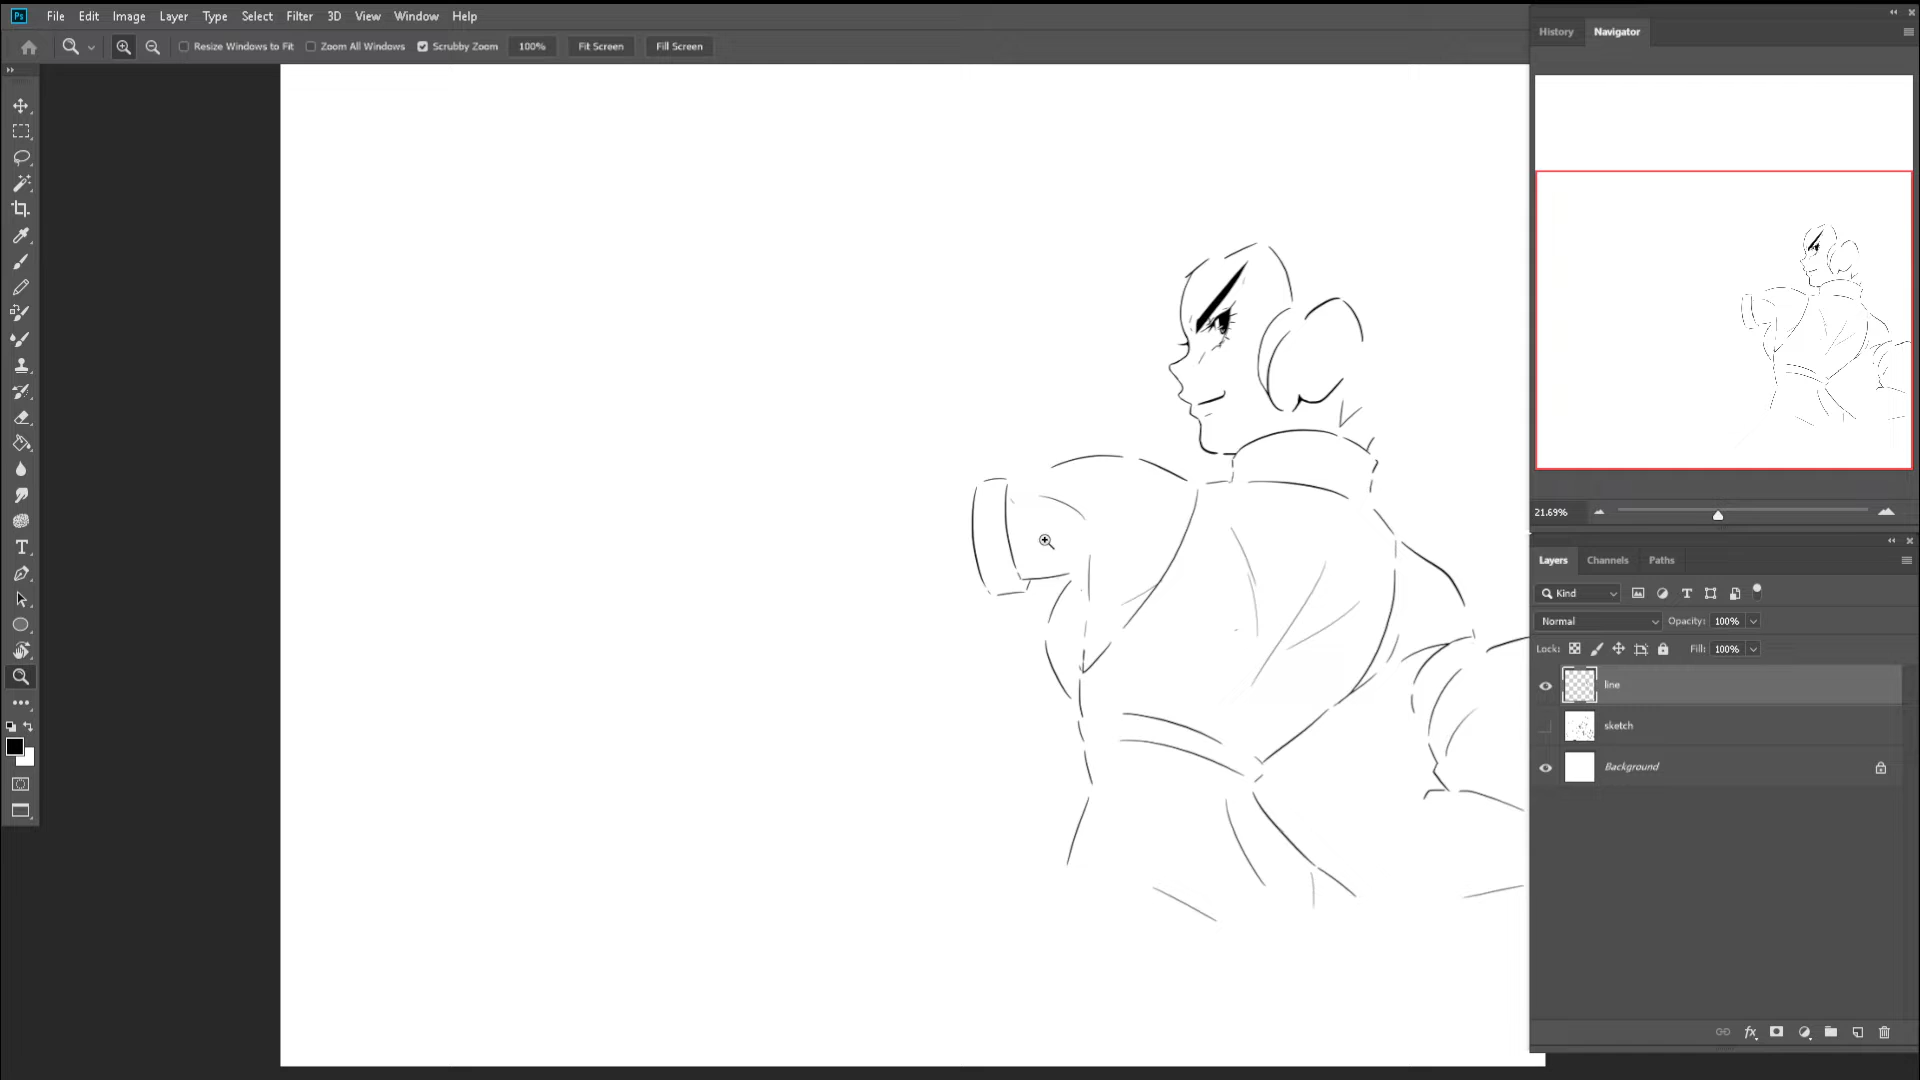 Ps File Edit Image Layer Type Select Filter 3D View Window Help
Resize Windows to Fit Zoom All Windows Scrubby Zoom 100% Fit Screen Fill Screen
History Navigator
21.69%
Layers Channels Paths
Kind
Normal Opacity: 100%
Lock: Fill: 100%
line
sketch
Background
fx